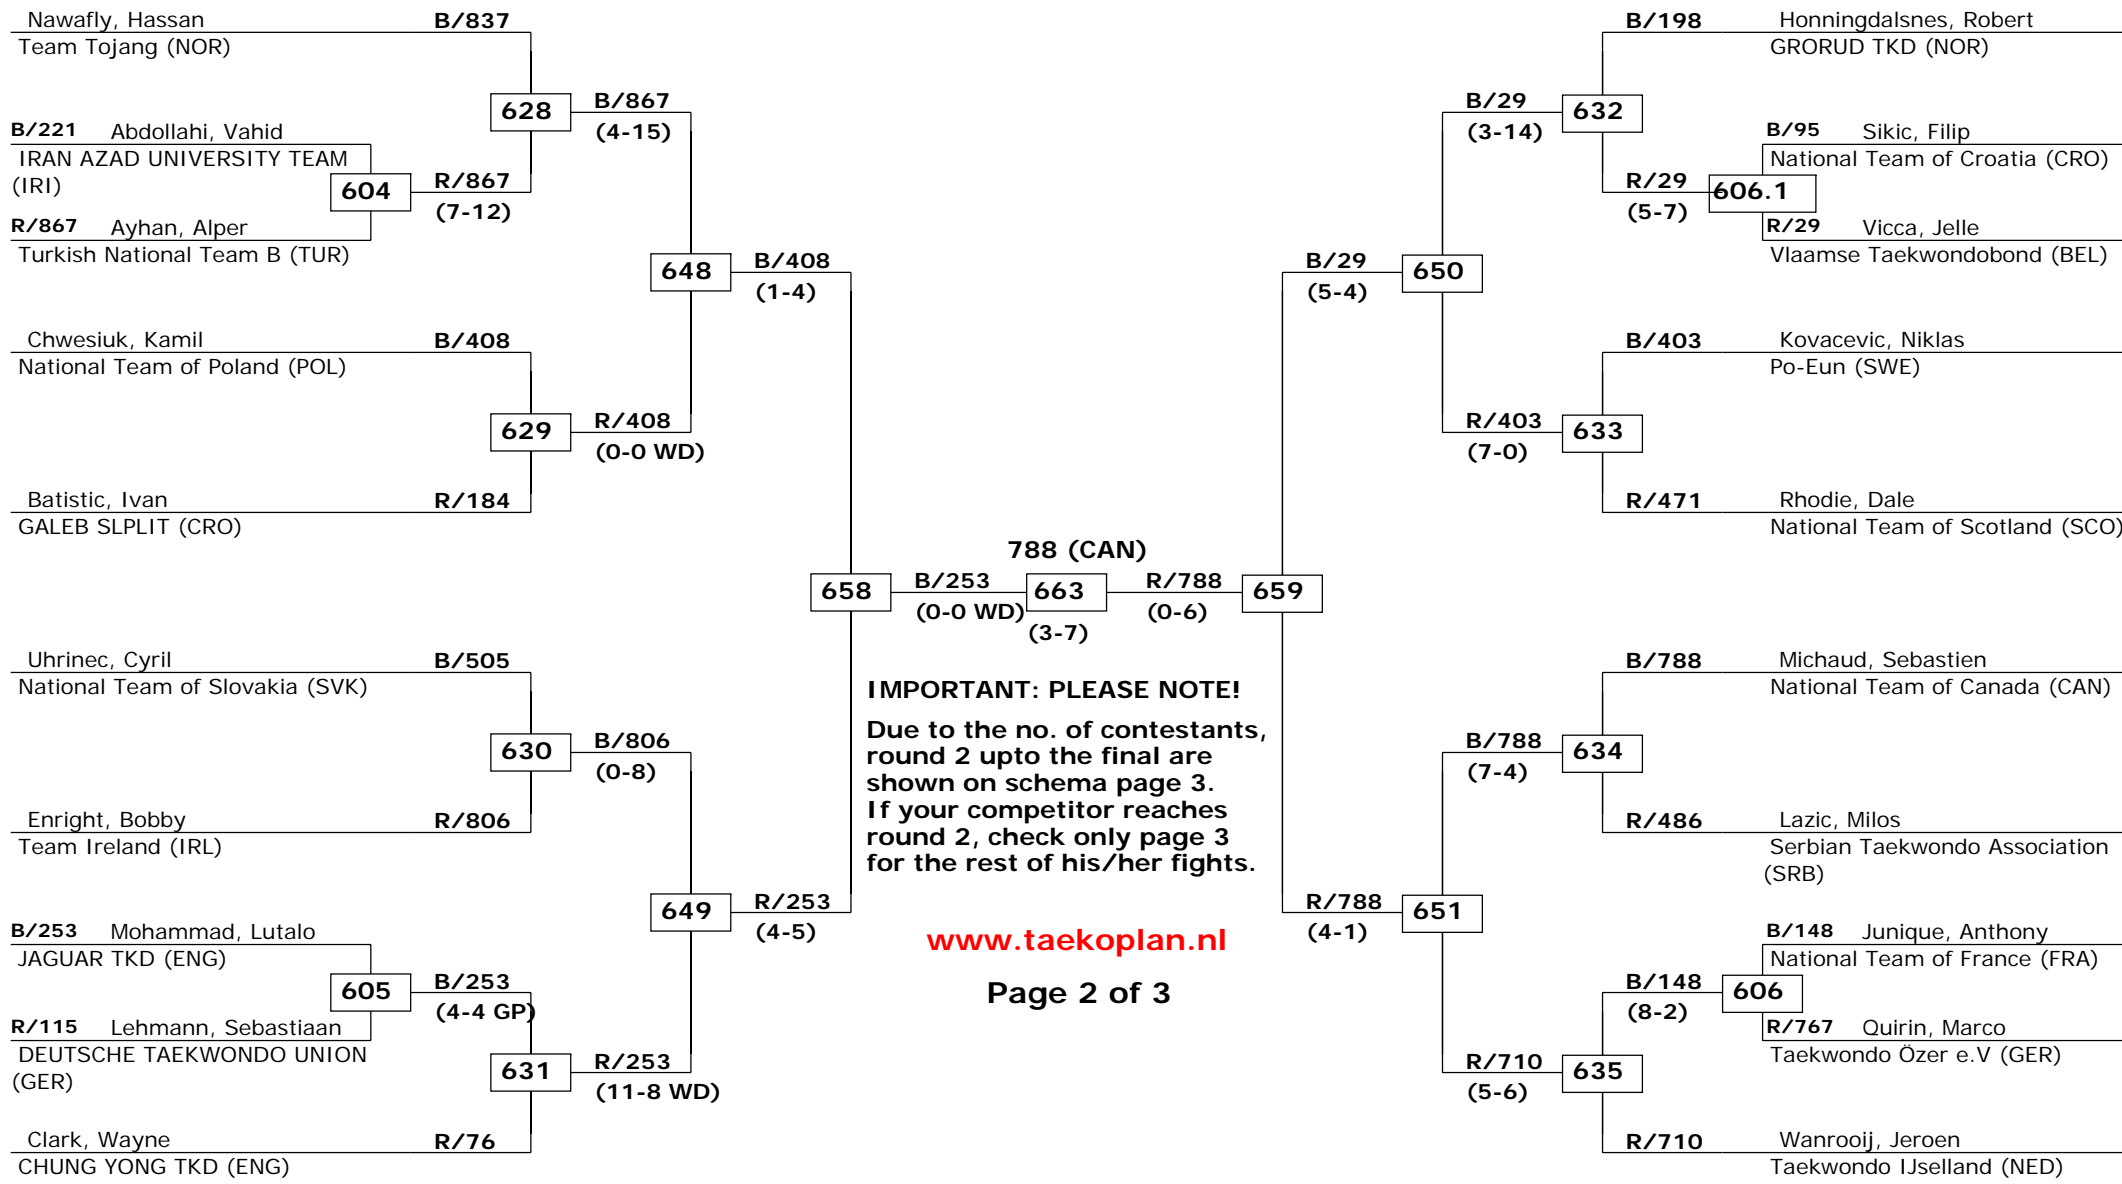 Nawafly, Hassan B/837
Team Tojang (NOR)
628 B/867
(4-15)
B/221 Abdollahi, Vahid
IRAN AZAD UNIVERSITY TEAM
(IRI)
604 R/867
(7-12)
R/867 Ayhan, Alper
Turkish National Team B (TUR)
648 B/408
(1-4)
Chwesiuk, Kamil B/408
National Team of Poland (POL)
629 R/408
(0-0 WD)
Batistic, Ivan R/184
GALEB SLPLIT (CRO)
658 B/253
(0-0 WD)
Uhrinec, Cyril B/505
National Team of Slovakia (SVK)
630 B/806
(0-8)
Enright, Bobby R/806
Team Ireland (IRL)
649 R/253
(4-5)
B/253 Mohammad, Lutalo
JAGUAR TKD (ENG)
605 B/253
(4-4 GP)
R/115 Lehmann, Sebastiaan
DEUTSCHE TAEKWONDO UNION
(GER)
631 R/253
(11-8 WD)
Clark, Wayne R/76
CHUNG YONG TKD (ENG)
788 (CAN)
663
(3-7)
IMPORTANT: PLEASE NOTE!
Due to the no. of contestants,
round 2 upto the final are
shown on schema page 3.
If your competitor reaches
round 2, check only page 3
for the rest of his/her fights.
www.taekoplan.nl
Page 2 of 3
B/198 Honningdalsnes, Robert
GRORUD TKD (NOR)
B/29 632
(3-14)
B/95 Sikic, Filip
National Team of Croatia (CRO)
R/29 606.1
(5-7)
R/29 Vicca, Jelle
Vlaamse Taekwondobond (BEL)
B/29 650
(5-4)
B/403 Kovacevic, Niklas
Po-Eun (SWE)
R/403 633
(7-0)
R/471 Rhodie, Dale
National Team of Scotland (SCO)
R/788 659
(0-6)
B/788 Michaud, Sebastien
National Team of Canada (CAN)
B/788 634
(7-4)
R/486 Lazic, Milos
Serbian Taekwondo Association
(SRB)
R/788 651
(4-1)
B/148 Junique, Anthony
National Team of France (FRA)
B/148 606
(8-2)
R/767 Quirin, Marco
Taekwondo Özer e.V (GER)
R/710 635
(5-6)
R/710 Wanrooij, Jeroen
Taekwondo IJselland (NED)